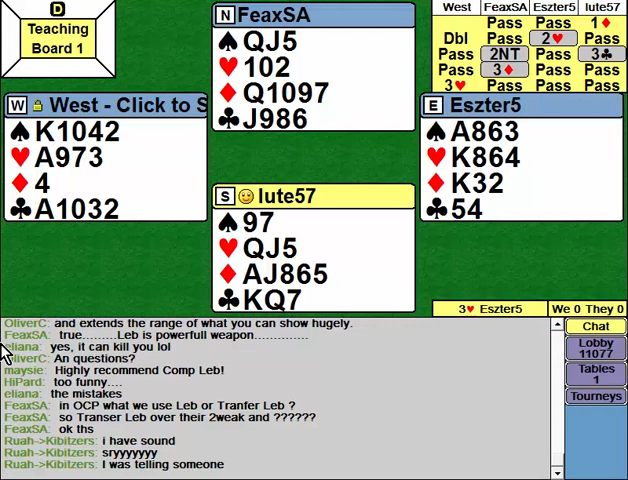 D
Teaching
Board 1
N FeaxSA
♠ QJ5
♥ 102
♦ Q1097
♣ J986
West FeaxSA Eszter5 lute57
Pass Pass 1♦
Dbl Pass 2♥ Pass
Pass 2NT Pass 3♣
Pass 3♦ Pass Pass
3♥ Pass Pass Pass
W West - Click to S
♠ K1042
♥ A973
♦ 4
♣ A1032
E Eszter5
♠ A863
♥ K864
♦ K32
♣ 54
S lute57
♠ 97
♥ QJ5
♦ AJ865
♣ KQ7
3♥ Eszter5 We 0 They 0
OliverC: and extends the range of what you can show hugely.
FeaxSA: true.........Leb is powerfull weapon............
eliana: yes, it can kill you lol
OliverC: An questions?
maysie: Highly recommend Comp Leb!
HiPard: too funny....
eliana: the mistakes
FeaxSA: in OCP what we use Leb or Tranfer Leb ?
FeaxSA: so Transer Leb over their 2weak and ??????
FeaxSA: ok ths
Ruah->Kibitzers: i have sound
Ruah->Kibitzers: sryyyyyyy
Ruah->Kibitzers: I was telling someone
Chat
Lobby
11077
Tables
1
Tourneys